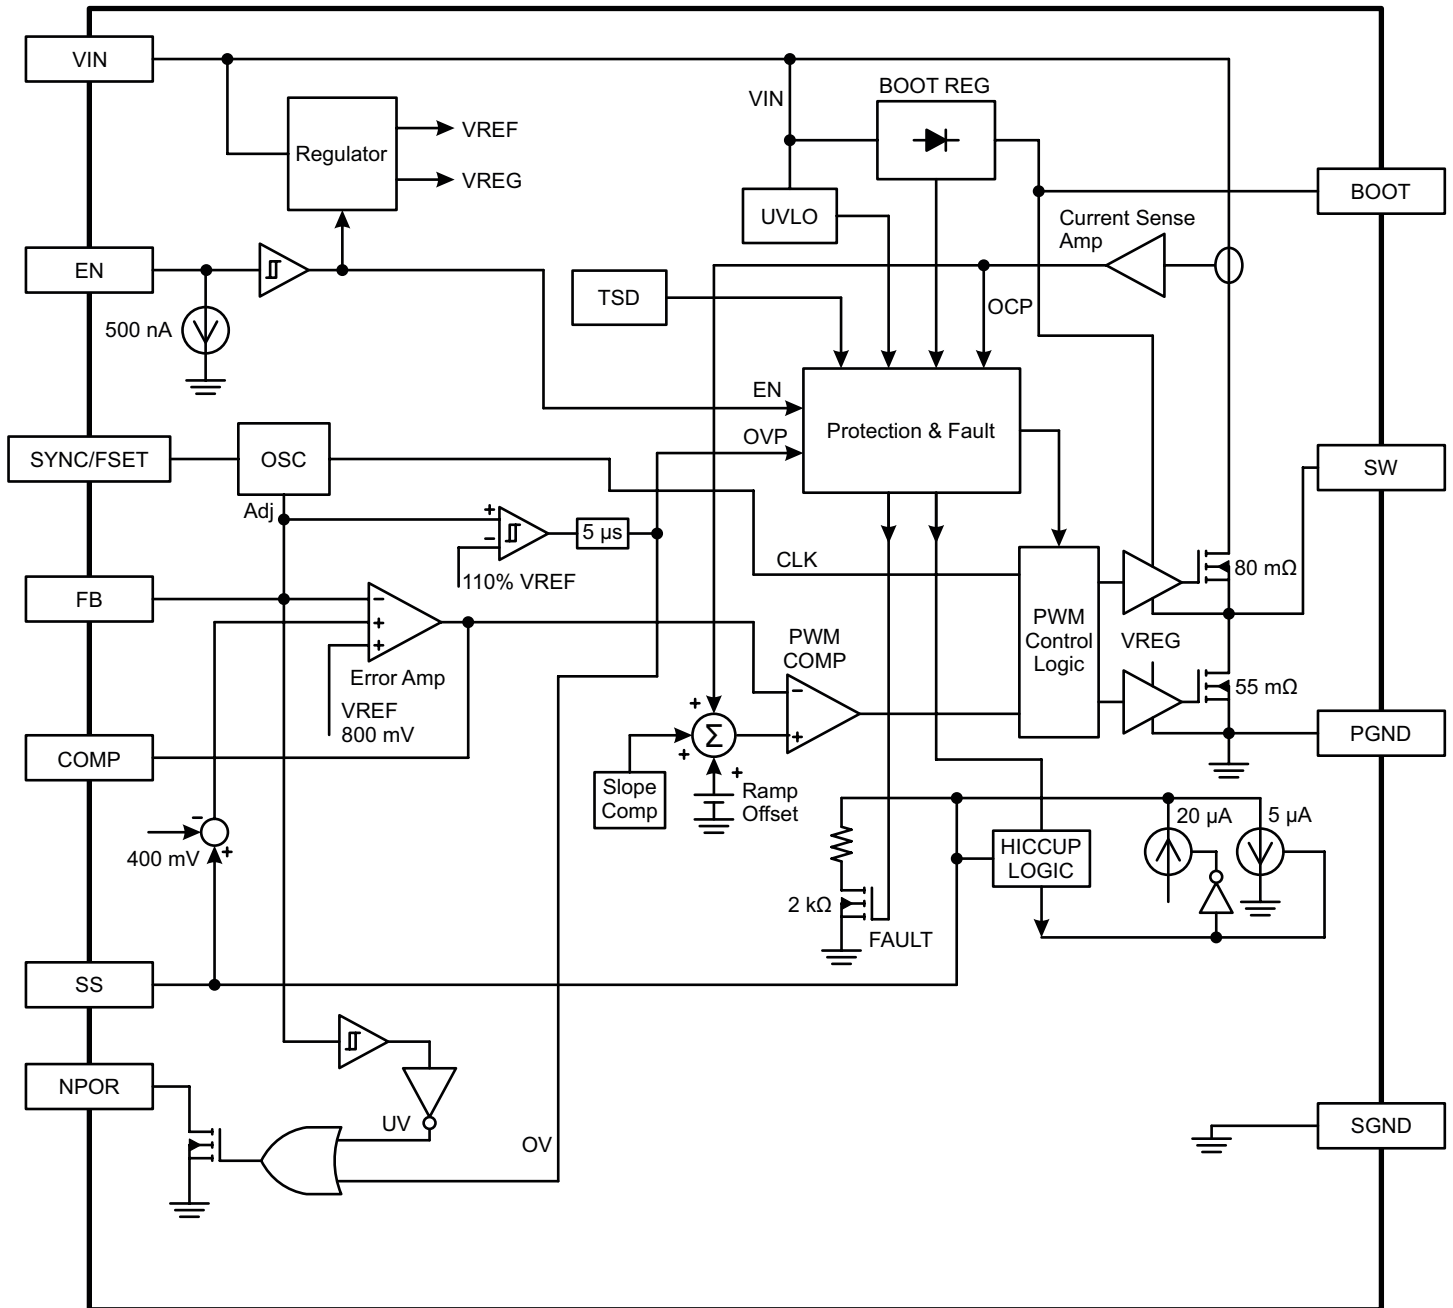 VIN
BOOT REG
VIN
VREF
Regulator
VREG
BOOT
UVLO
Current Sense
Amp
EN
TSD
OCP
500 nA
EN
Protection & Fault
OVP
SYNC/FSET
OSC
SW
Adj
+
5 µs
−
CLK
110% VREF
80 mΩ
FB
−
+
+
PWM
COMP
PWM
Control
Logic
VREG
Error Amp
−
55 mΩ
VREF
800 mV
+
Σ
+
+
PGND
COMP
Slope
Comp
+
Ramp
Offset
−
400 mV
+
20 µA
5 µA
HICCUP
LOGIC
2 kΩ
FAULT
SS
NPOR
UV
OV
SGND